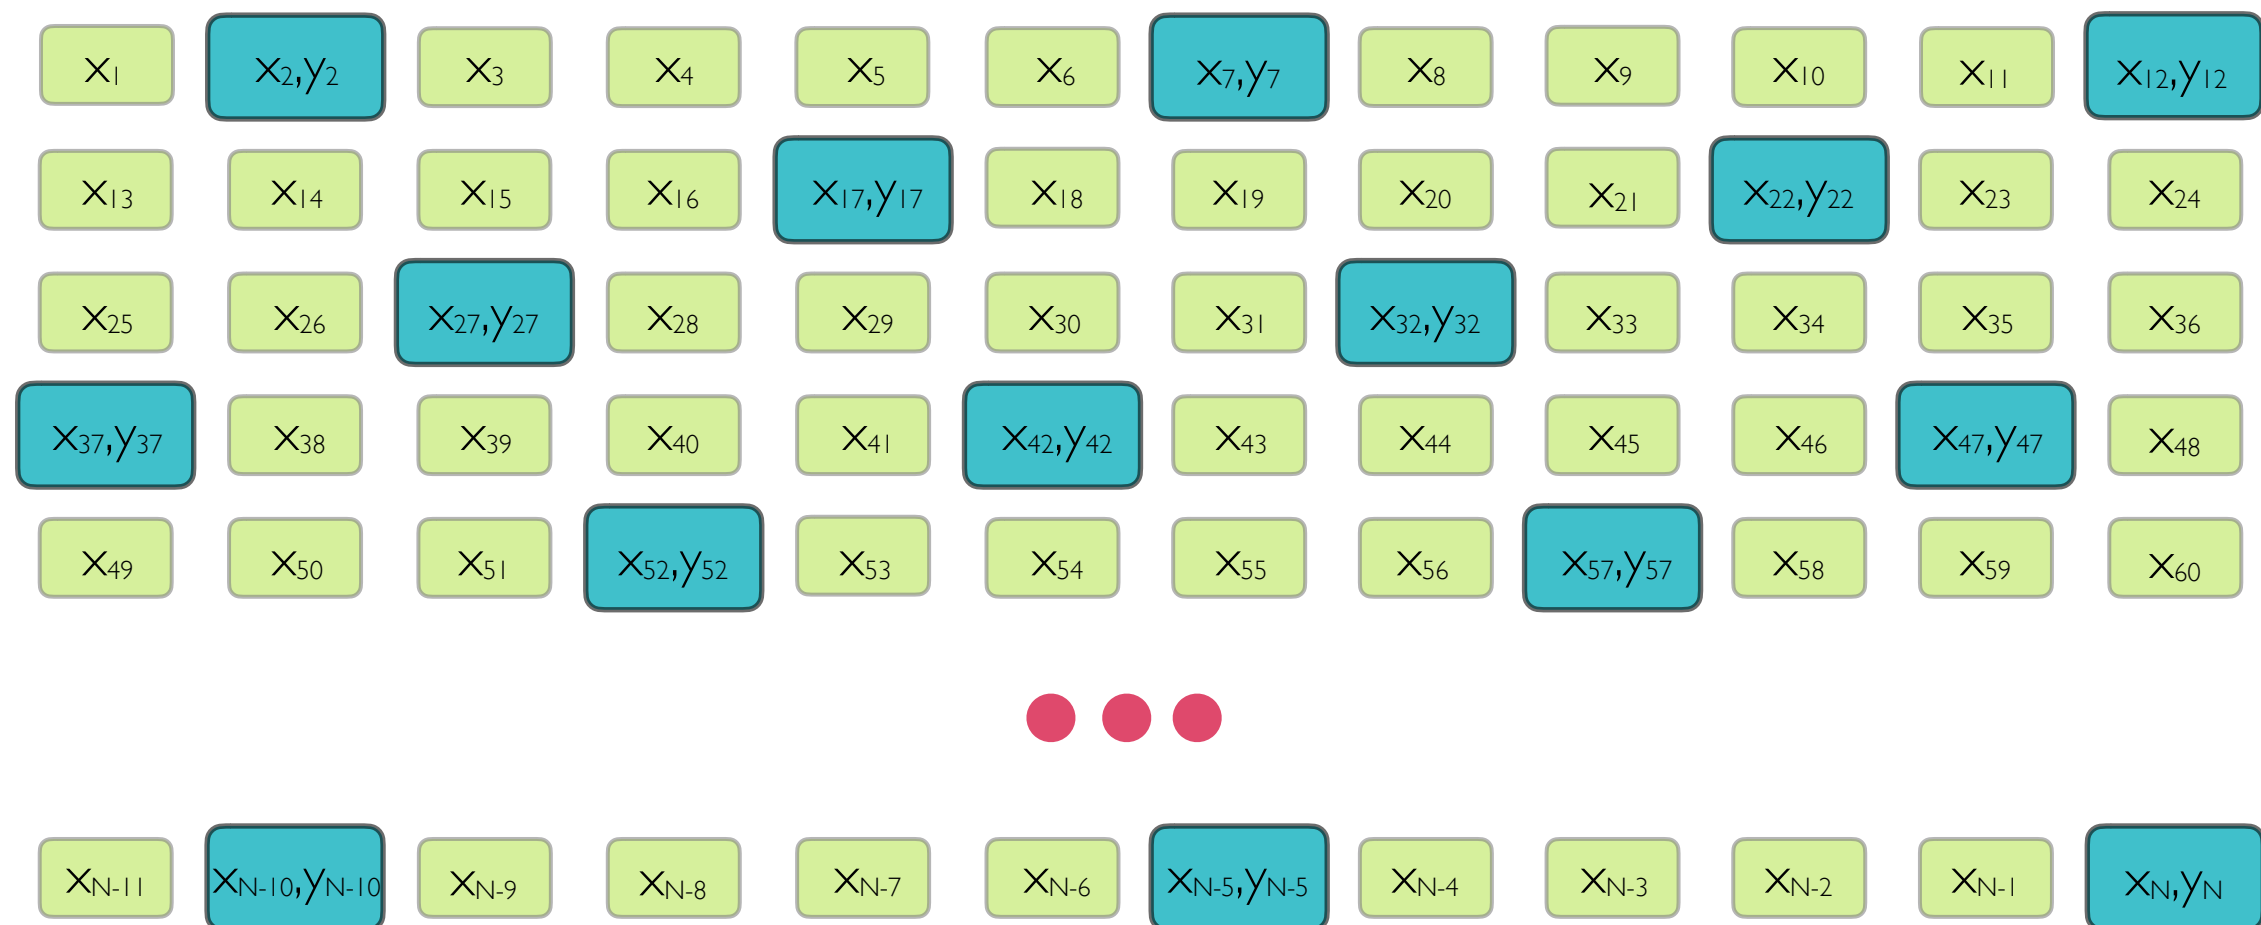 x1 x2,y2 x3 x4 x5 x6 x7,y7 x8 x9 x10 x11 x12,y12
x13 x14 x15 x16 x17,y17 x18 x19 x20 x21 x22,y22 x23 x24
x25 x26 x27,y27 x28 x29 x30 x31 x32,y32 x33 x34 x35 x36
x37,y37 x38 x39 x40 x41 x42,y42 x43 x44 x45 x46 x47,y47 x48
x49 x50 x51 x52,y52 x53 x54 x55 x56 x57,y57 x58 x59 x60
xN-11 xN-10,yN-10 xN-9 xN-8 xN-7 xN-6 xN-5,yN-5 xN-4 xN-3 xN-2 xN-1 xN,yN